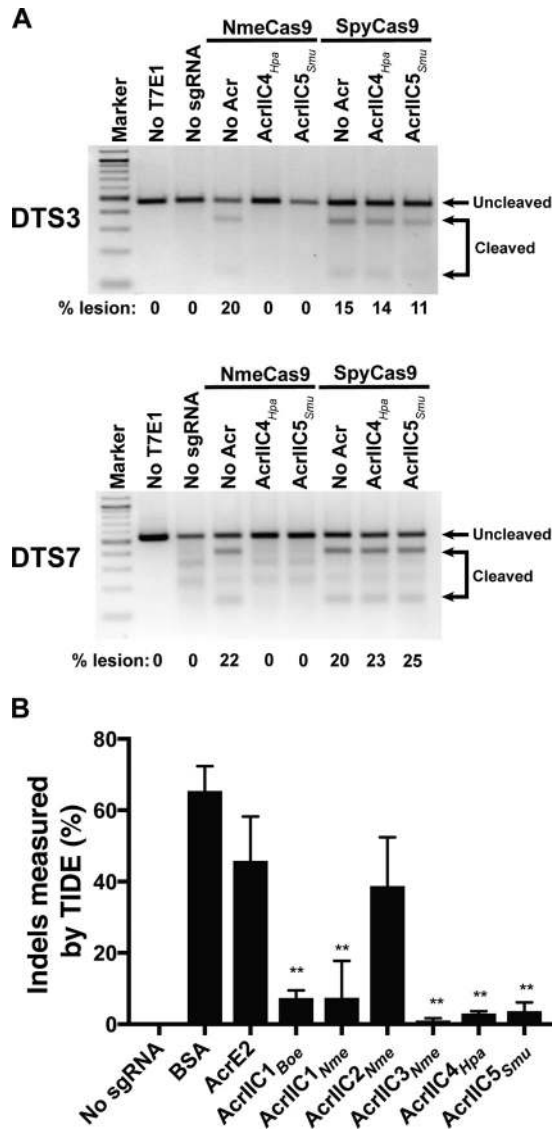 A
NmeCas9 SpyCas9
Marker No T7E1 No sgRNA No Acr AcrIIC4Hpa AcrIIC5Smu No Acr AcrIIC4Hpa AcrIIC5Smu
DTS3
Uncleaved
Cleaved
% lesion: 0 0 20 0 0 15 14 11
NmeCas9 SpyCas9
Marker No T7E1 No sgRNA No Acr AcrIIC4Hpa AcrIIC5Smu No Acr AcrIIC4Hpa AcrIIC5Smu
DTS7
Uncleaved
Cleaved
% lesion: 0 0 22 0 0 20 23 25
B
Indels measured
by TIDE (%)
80
60
40
20
0
** ** ** ** **
No sgRNA BSA AcrE2 AcrIIC1Boe AcrIIC1Nme AcrIIC2Nme AcrIIC3Nme AcrIIC4Hpa AcrIIC5Smu